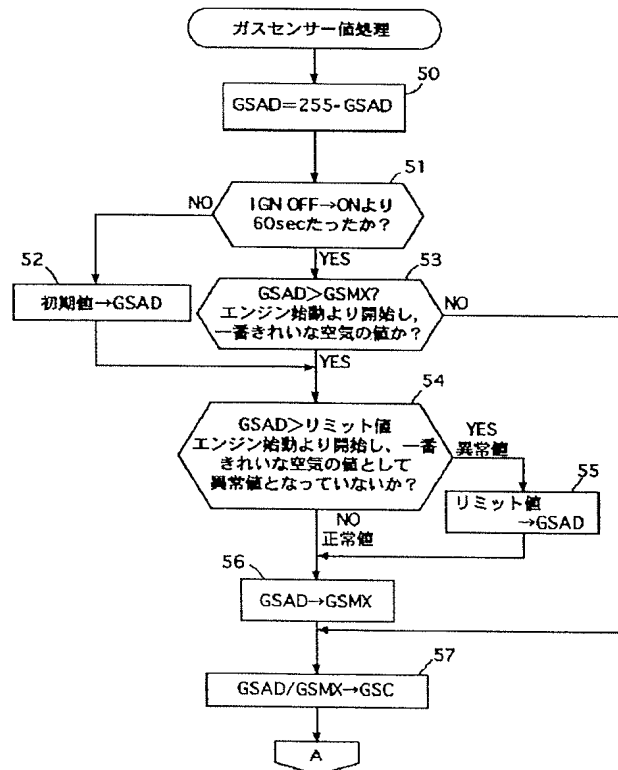 ガスセンサー値処理
50
GSAD=255-GSAD
51
IGN OFF→ONより
60secたったか？
NO
YES
52
初期値→GSAD
53
GSAD>GSMX?
エンジン始動より開始し,
一番きれいな空気の値か？
NO
YES
54
GSAD>リミット値
エンジン始動より開始し、一番
きれいな空気の値として
異常値となっていないか？
YES
異常値
55
リミット値
→GSAD
NO
正常値
56
GSAD→GSMX
57
GSAD/GSMX→GSC
A